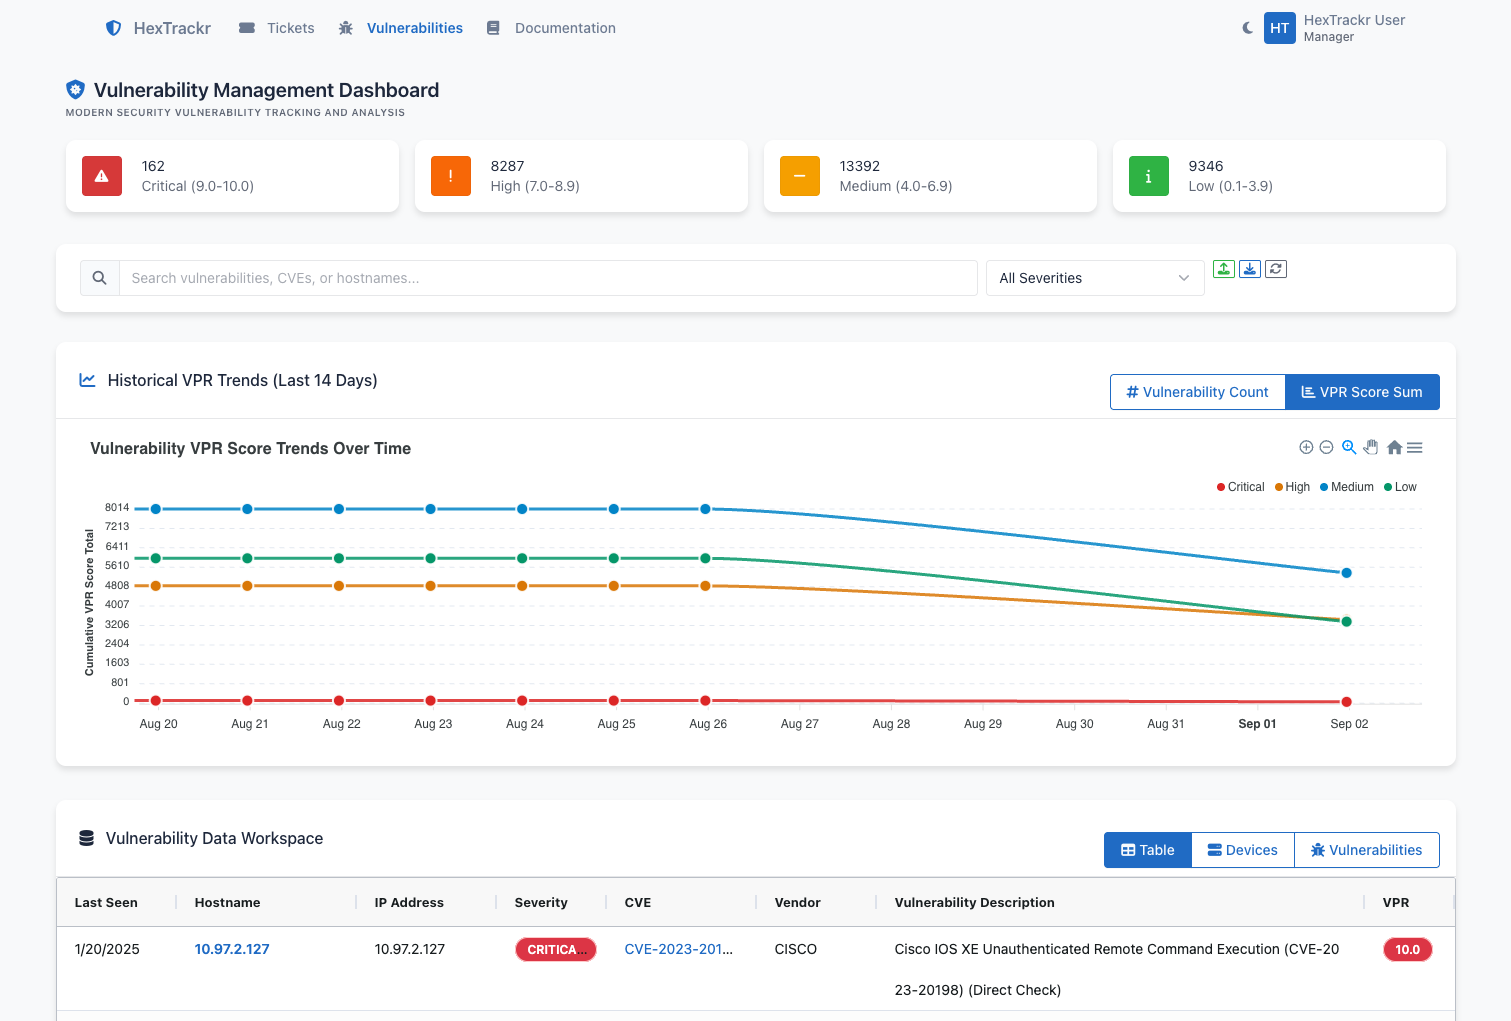 HexTrackr
Tickets
Vulnerabilities
Documentation
HT
HexTrackr User
Manager
Vulnerability Management Dashboard
MODERN SECURITY VULNERABILITY TRACKING AND ANALYSIS
162
Critical (9.0-10.0)
8287
High (7.0-8.9)
13392
Medium (4.0-6.9)
9346
Low (0.1-3.9)
Search vulnerabilities, CVEs, or hostnames...
All Severities
Historical VPR Trends (Last 14 Days)
# Vulnerability Count
VPR Score Sum
Vulnerability VPR Score Trends Over Time
Critical
High
Medium
Low
Cumulative VPR Score Total
8014
7213
6411
5610
4808
4007
3206
2404
1603
801
0
Aug 20
Aug 21
Aug 22
Aug 23
Aug 24
Aug 25
Aug 26
Aug 27
Aug 28
Aug 29
Aug 30
Aug 31
Sep 01
Sep 02
Vulnerability Data Workspace
Table
Devices
Vulnerabilities
Last Seen
Hostname
IP Address
Severity
CVE
Vendor
Vulnerability Description
VPR
1/20/2025
10.97.2.127
10.97.2.127
CRITICA...
CVE-2023-201...
CISCO
Cisco IOS XE Unauthenticated Remote Command Execution (CVE-20
23-20198) (Direct Check)
10.0